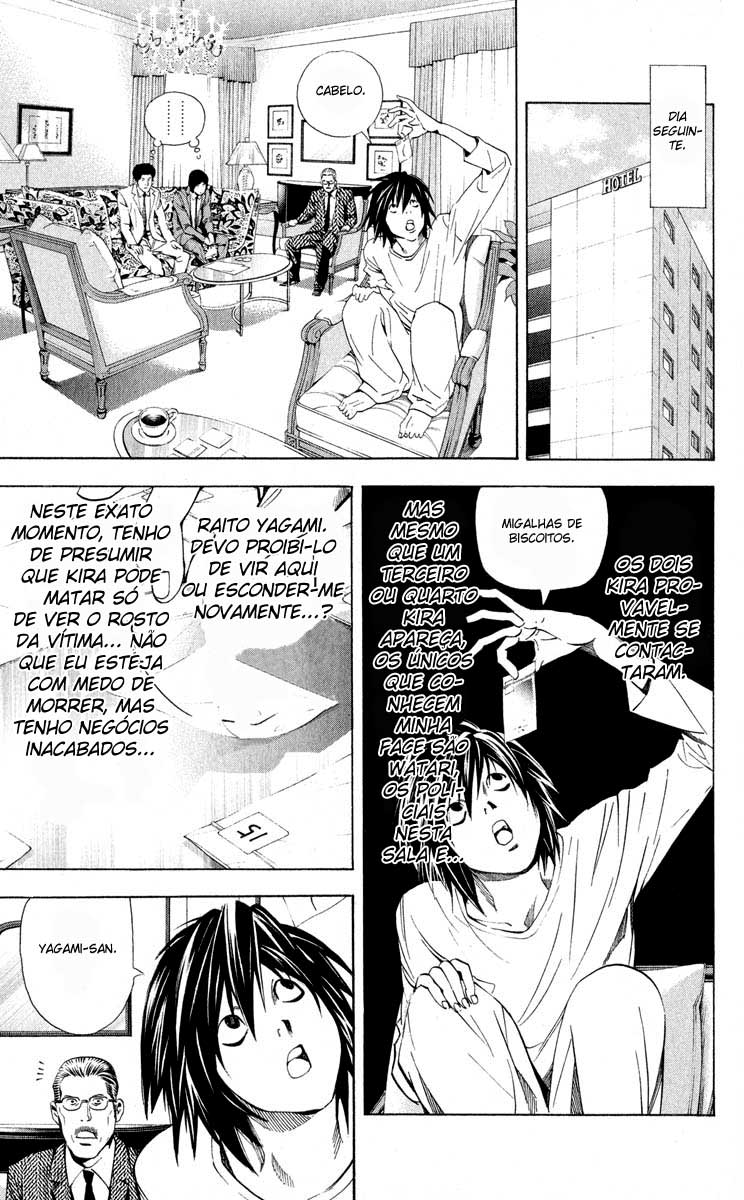 DIA
SEGUIN-
TE.
HOTEL
CABELO.
OS DOIS
KIRA PRO-
VAVEL-
MENTE SE
CONTAC-
TARAM.
MIGALHAS DE
BISCOITOS.
MAS
MESMO
QUE UM
TERCEIRO
OU QUARTO
KIRA
APAREÇA,
OS ÚNICOS
QUE CO-
NHECEM
MINHA
FACE SÃO
WATARI,
OS POLI-
CIAIS
NESTA
SALA E...
RAITO YAGAMI.
DEVO PROIBÍ-LO
DE VIR AQUI
OU ESCONDER-ME
NOVAMENTE...?
NESTE EXATO
MOMENTO, TENHO
DE PRESUMIR
QUE KIRA PODE
MATAR SÓ
DE VER O ROSTO
DA VÍTIMA... NÃO
QUE EU ESTEJA
COM MEDO DE
MORRER, MAS
TENHO NEGÓCIOS
INACABADOS...
15
YAGAMI-SAN.